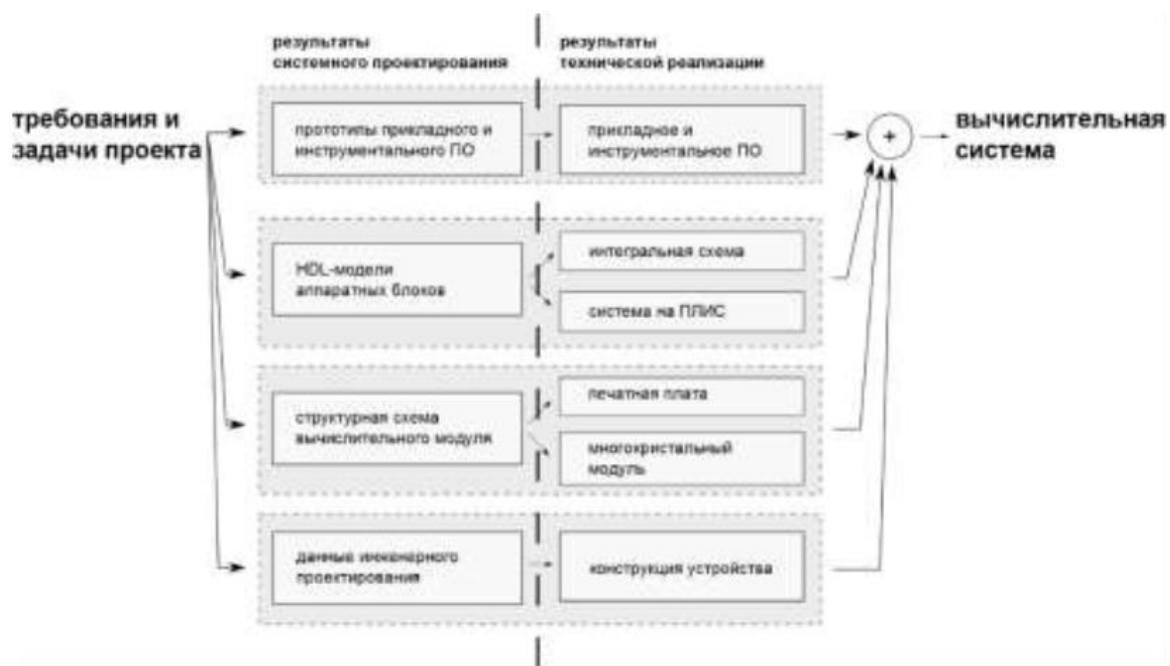 результаты
системного проектирования
результаты
технической реализации
требования и
задачи проекта
прототипы прикладного и
инструментального ПО
прикладное и
инструментальное ПО
+
вычислительная
система
HDL-модели
аппаратных блоков
интегральная схема
система на ПЛИС
структурная схема
вычислительного модуля
печатная плата
многокристальный
модуль
данные инженерного
проектирования
конструкция устройства